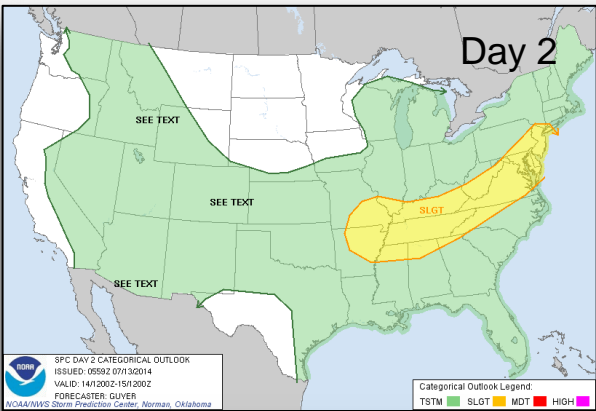 Day 2
SEE TEXT
SEE TEXT
SLGT
SEE TEXT
NOAA
SPC DAY 2 CATEGORICAL OUTLOOK
ISSUED: 0559Z 07/13/2014
VALID: 14/1200Z-15/1200Z
FORECASTER: GUYER
NOAA/NWS Storm Prediction Center, Norman, Oklahoma
Categorical Outlook Legend:
TSTM SLGT MDT HIGH